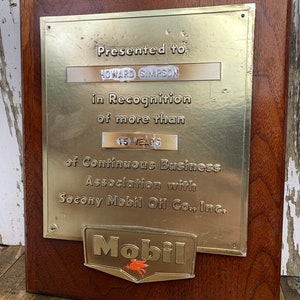 Presented to
HOWARD SIMPSON
in Recognition
of more than
15 YEARS
of Continuous Business
Association with
Socony Mobil Oil Co., Inc.
Mobil